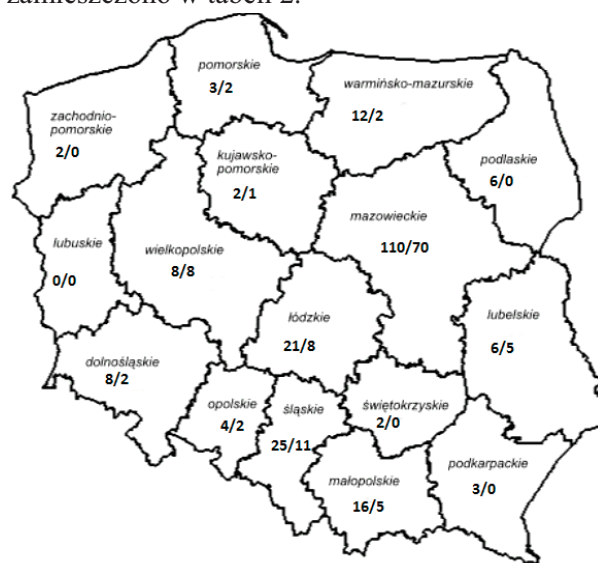 zamieszczono w tabeli 2.
pomorskie
3/2
warmińsko-mazurskie
12/2
zachodnio-
pomorskie
2/0
kujawsko-
pomorskie
2/1
podlaskie
6/0
mazowieckie
110/70
lubuskie
0/0
wielkopolskie
8/8
łódzkie
21/8
lubelskie
6/5
dolnośląskie
8/2
opolskie
4/2
śląskie
25/11
świętokrzyskie
2/0
małopolskie
16/5
podkarpackie
3/0